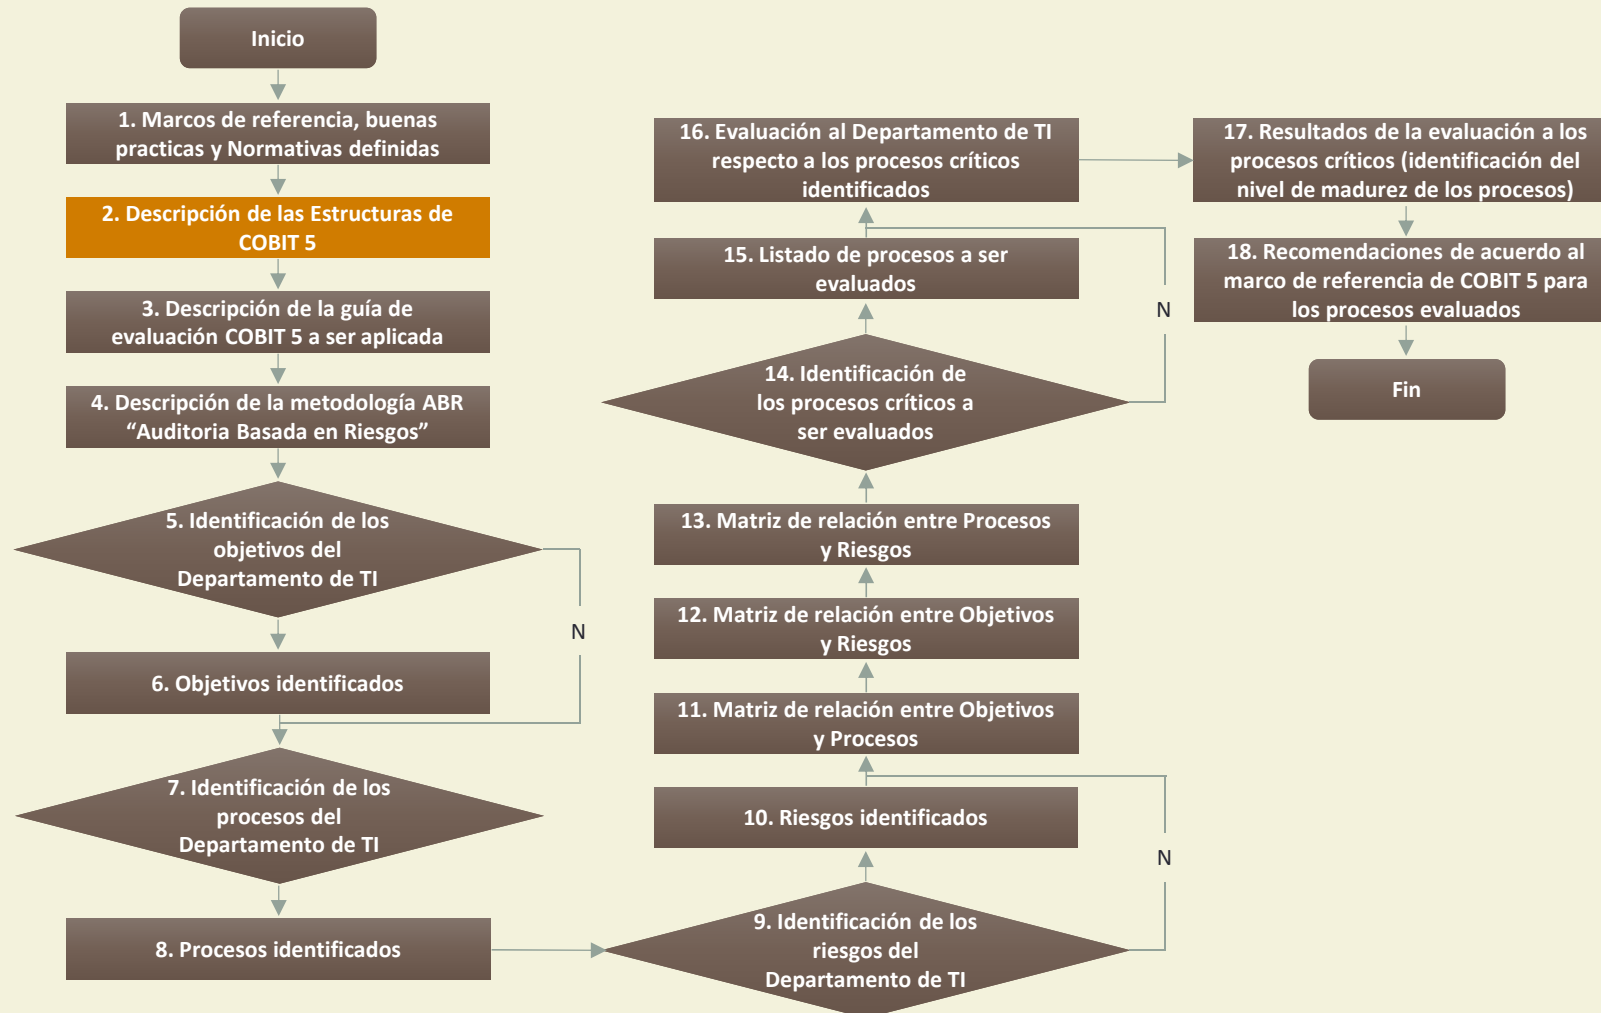 Inicio
1. Marcos de referencia, buenas
practicas y Normativas definidas
2. Descripción de las Estructuras de
COBIT 5
3. Descripción de la guía de
evaluación COBIT 5 a ser aplicada
4. Descripción de la metodología ABR
“Auditoria Basada en Riesgos”
5. Identificación de los
objetivos del
Departamento de TI
N
6. Objetivos identificados
7. Identificación de los
procesos del
Departamento de TI
8. Procesos identificados
9. Identificación de los
riesgos del
Departamento de TI
N
10. Riesgos identificados
11. Matriz de relación entre Objetivos
y Procesos
12. Matriz de relación entre Objetivos
y Riesgos
13. Matriz de relación entre Procesos
y Riesgos
14. Identificación de
los procesos críticos a
ser evaluados
N
15. Listado de procesos a ser
evaluados
16. Evaluación al Departamento de TI
respecto a los procesos críticos
identificados
17. Resultados de la evaluación a los
procesos críticos (identificación del
nivel de madurez de los procesos)
18. Recomendaciones de acuerdo al
marco de referencia de COBIT 5 para
los procesos evaluados
Fin